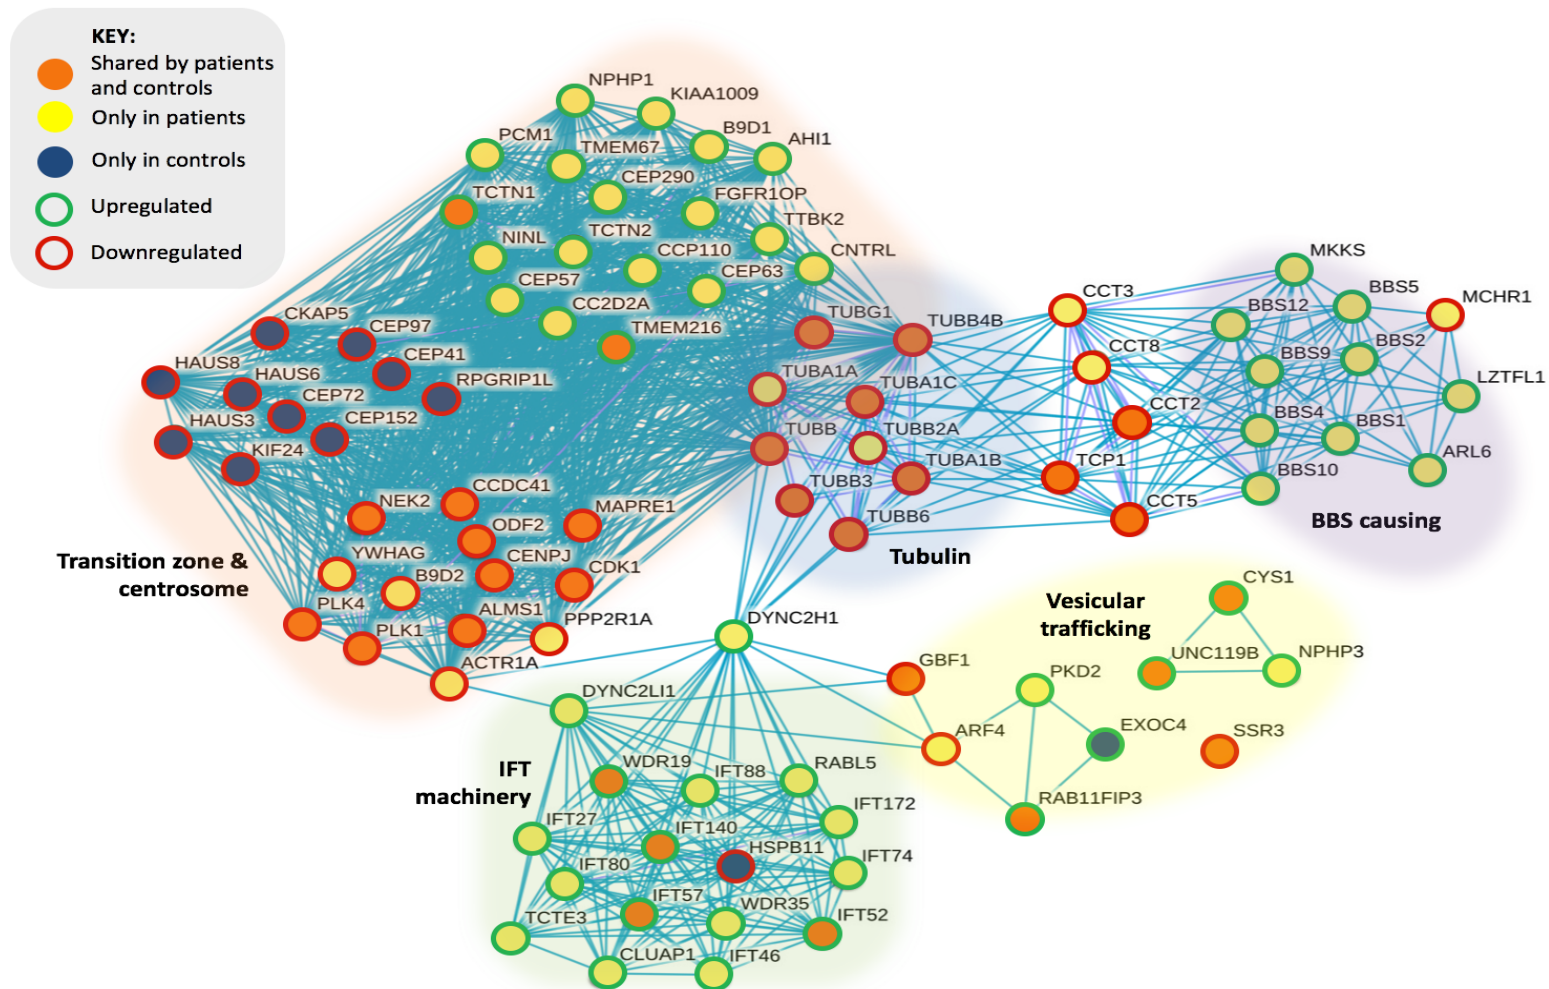 KEY:
Shared by patients
and controls
Only in patients
Only in controls
Upregulated
Downregulated
NPHP1
KIAA1009
PCM1
TMEM67
B9D1
AHI1
TCTN1
CEP290
FGFR1OP
TTBK2
NINL
TCTN2
CCP110
CNTRL
CEP57
CEP63
CC2D2A
TMEM216
CKAP5
CEP97
HAUS8
HAUS6
CEP41
CEP72
RPGRIP1L
HAUS3
CEP152
KIF24
NEK2
CCDC41
MAPRE1
ODF2
YWHAG
B9D2
CENPJ
CDK1
PLK4
PLK1
ALMS1
PPP2R1A
ACTR1A
Transition zone &
centrosome
TUBG1
TUBB4B
TUBA1A
TUBA1C
TUBB
TUBB2A
TUBB3
TUBA1B
TUBB6
Tubulin
CCT3
CCT8
CCT2
TCP1
CCT5
MKKS
BBS12
BBS5
MCHR1
BBS9
BBS2
LZTFL1
BBS4
BBS1
ARL6
BBS10
BBS causing
DYNC2H1
DYNC2LI1
GBF1
ARF4
PKD2
EXOC4
RAB11FIP3
CYS1
UNC119B
NPHP3
SSR3
Vesicular
trafficking
IFT
machinery
WDR19
IFT88
RABL5
IFT27
IFT140
IFT172
HSPB11
IFT80
IFT74
IFT57
WDR35
TCTE3
IFT52
CLUAP1
IFT46